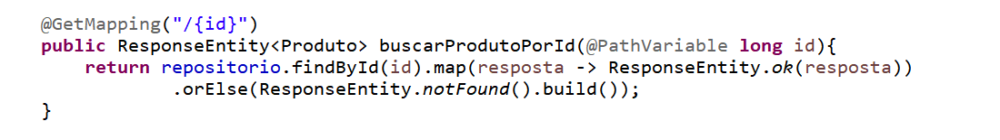 @GetMapping("/{id}")
public ResponseEntity<Produto> buscarProdutoPorId(@PathVariable long id){
    return repositorio.findById(id).map(resposta -> ResponseEntity.ok(resposta))
            .orElse(ResponseEntity.notFound().build());
}